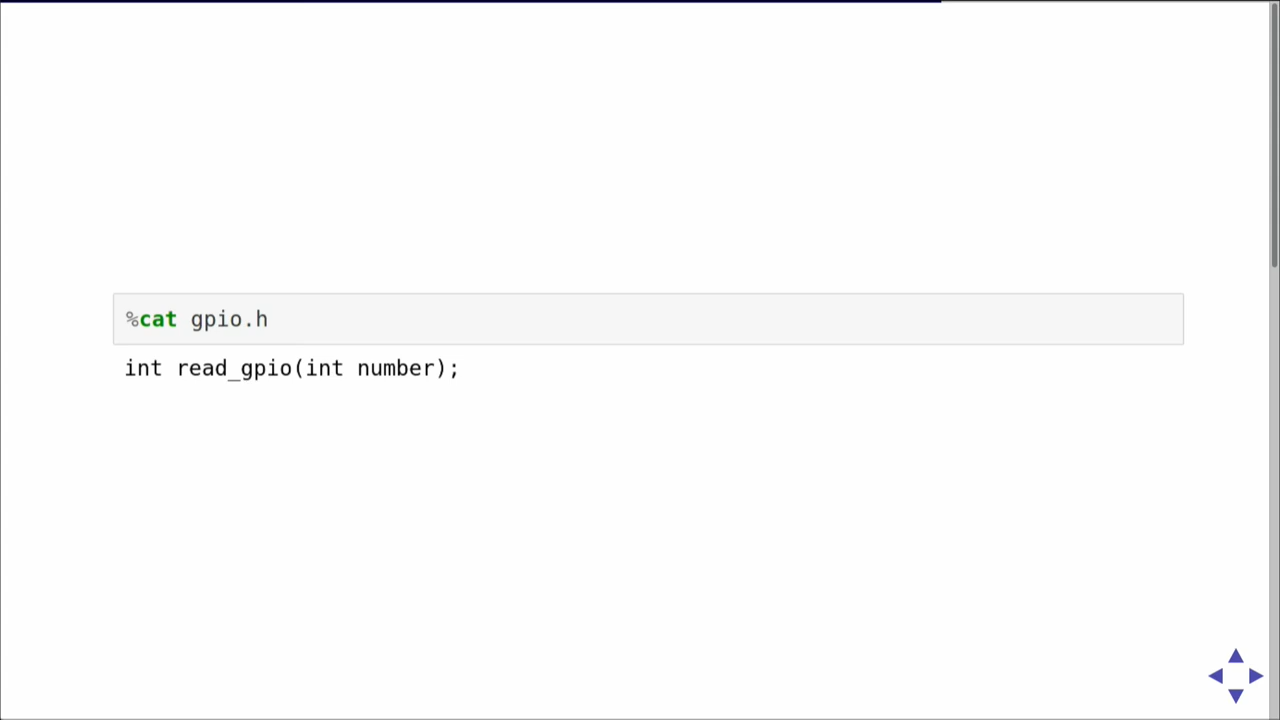 %cat gpio.h
int read_gpio(int number);